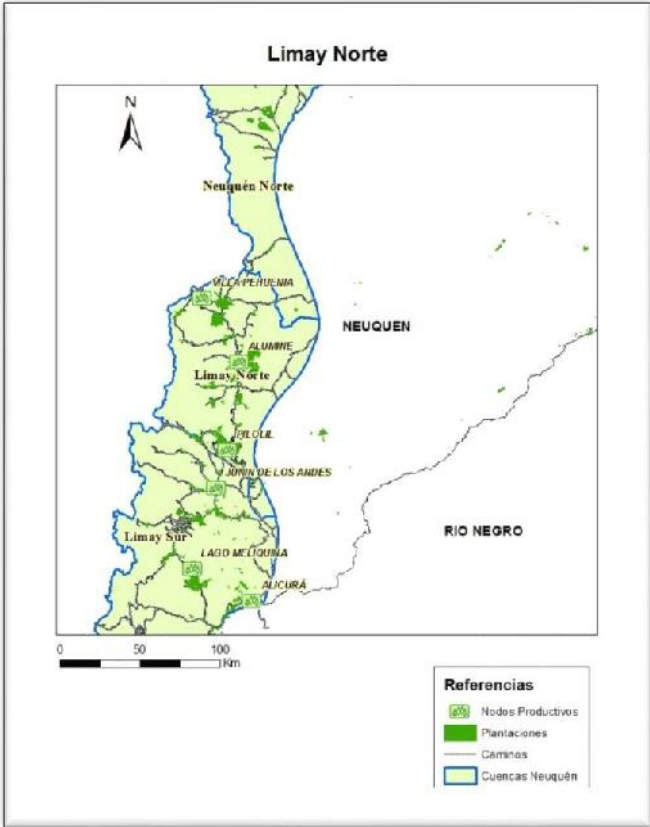 Limay Norte
N
Neuquén Norte
VILLA PEHUENIA
NEUQUEN
ALUMINE
Limay Norte
PILOLIL
JUNIN DE LOS ANDES
RIO NEGRO
Limay Sur
LAGO MELIQUINA
ALICURÁ
0 50 100
Km
Referencias
Nodos Productivos
Plantaciones
Caminos
Cuencas Neuquén